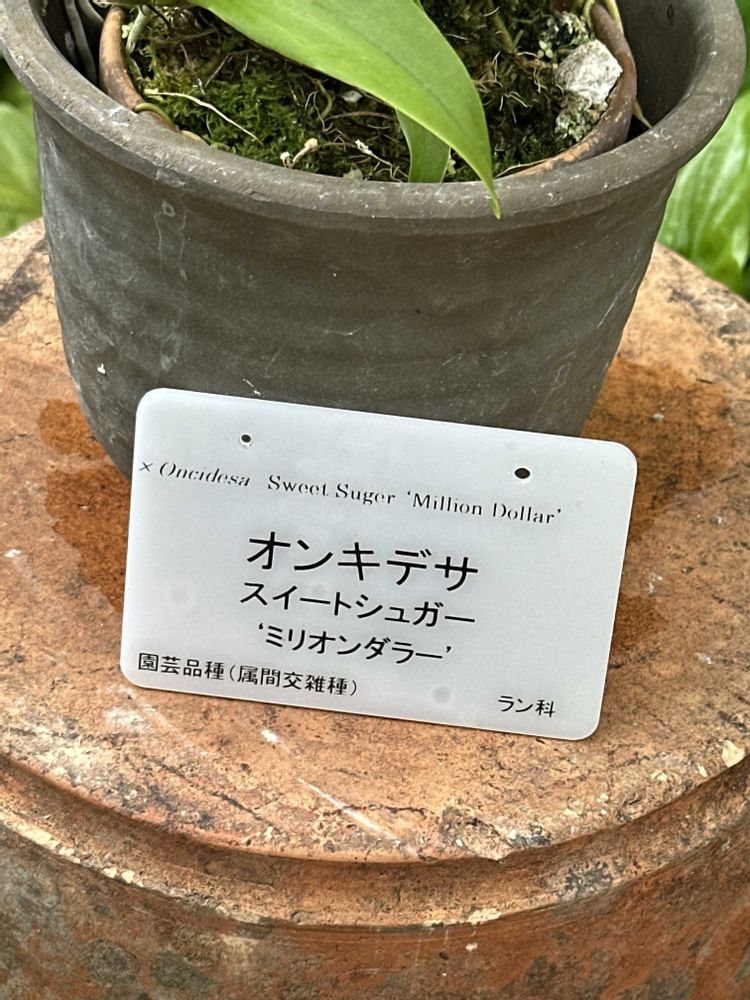 × Oncidesa Sweet Suger ‘Million Dollar’
オンキデサ
スイートシュガー
‘ミリオンダラー’
園芸品種(属間交雑種)
ラン科